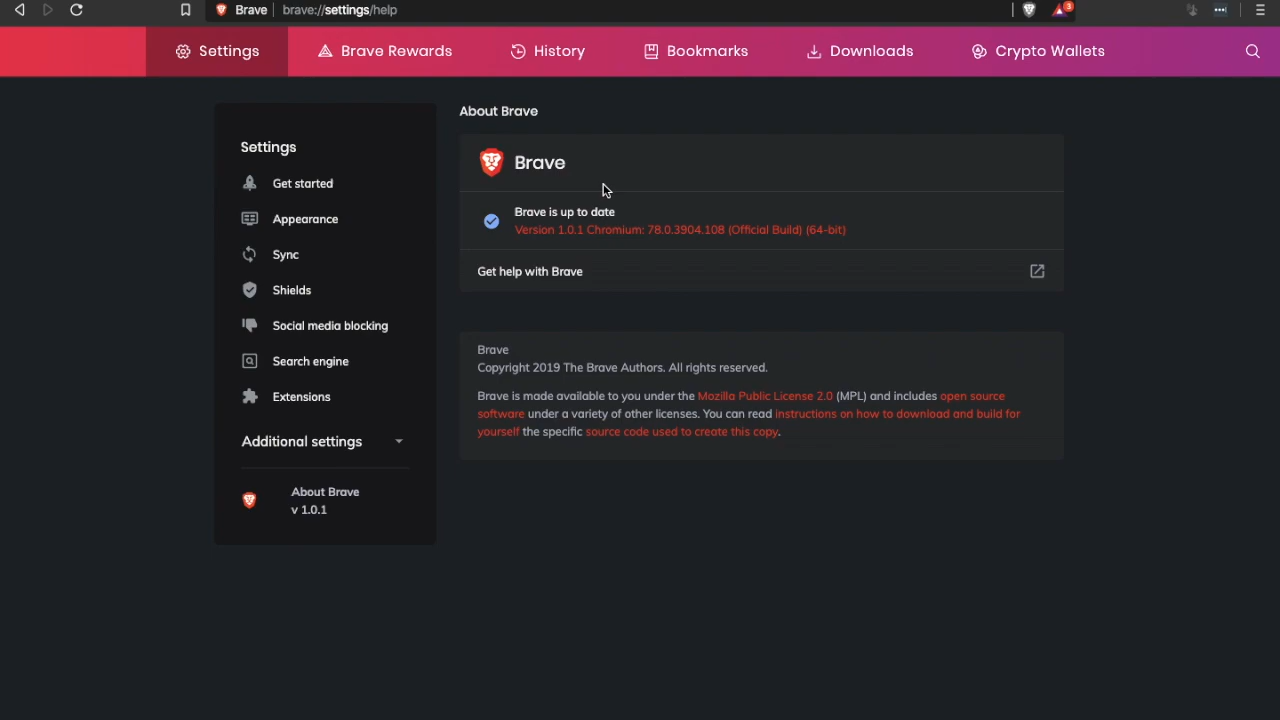 Brave brave://settings/help 3
Settings Brave Rewards History Bookmarks Downloads Crypto Wallets
Settings
Get started
Appearance
Sync
Shields
Social media blocking
Search engine
Extensions
Additional settings
About Brave
v 1.0.1
About Brave
Brave
Brave is up to date
Version 1.0.1 Chromium: 78.0.3904.108 (Official Build) (64-bit)
Get help with Brave
Brave
Copyright 2019 The Brave Authors. All rights reserved.
Brave is made available to you under the Mozilla Public License 2.0 (MPL) and includes open source
software under a variety of other licenses. You can read instructions on how to download and build for
yourself the specific source code used to create this copy.